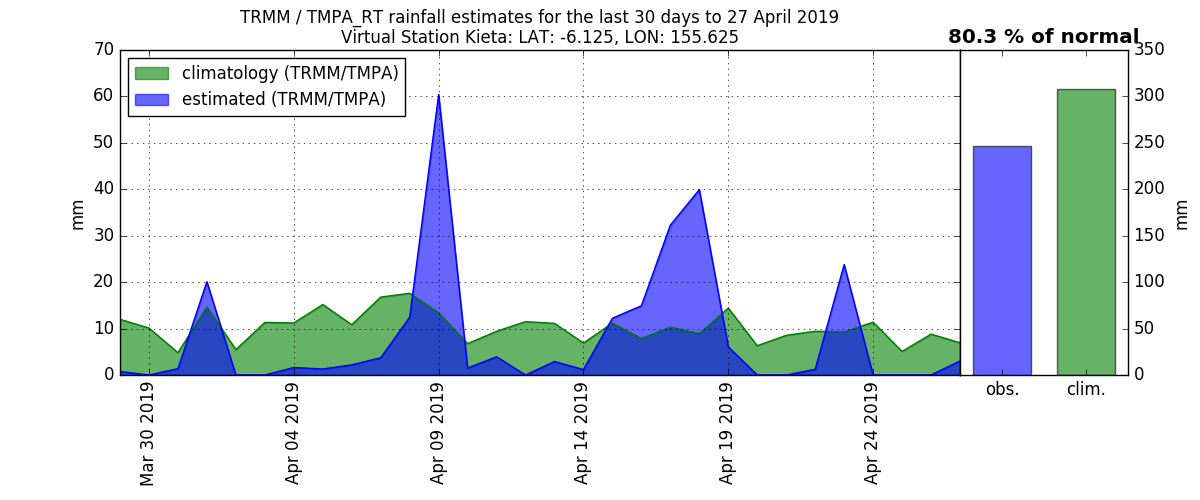 TRMM / TMPA_RT rainfall estimates for the last 30 days to 27 April 2019
Virtual Station Kieta: LAT: -6.125, LON: 155.625
80.3 % of normal
climatology (TRMM/TMPA)
estimated (TRMM/TMPA)
70
60
50
40
30
20
10
0
mm
Mar 30 2019
Apr 04 2019
Apr 09 2019
Apr 14 2019
Apr 19 2019
Apr 24 2019
obs.
clim.
350
300
250
200
150
100
50
0
mm